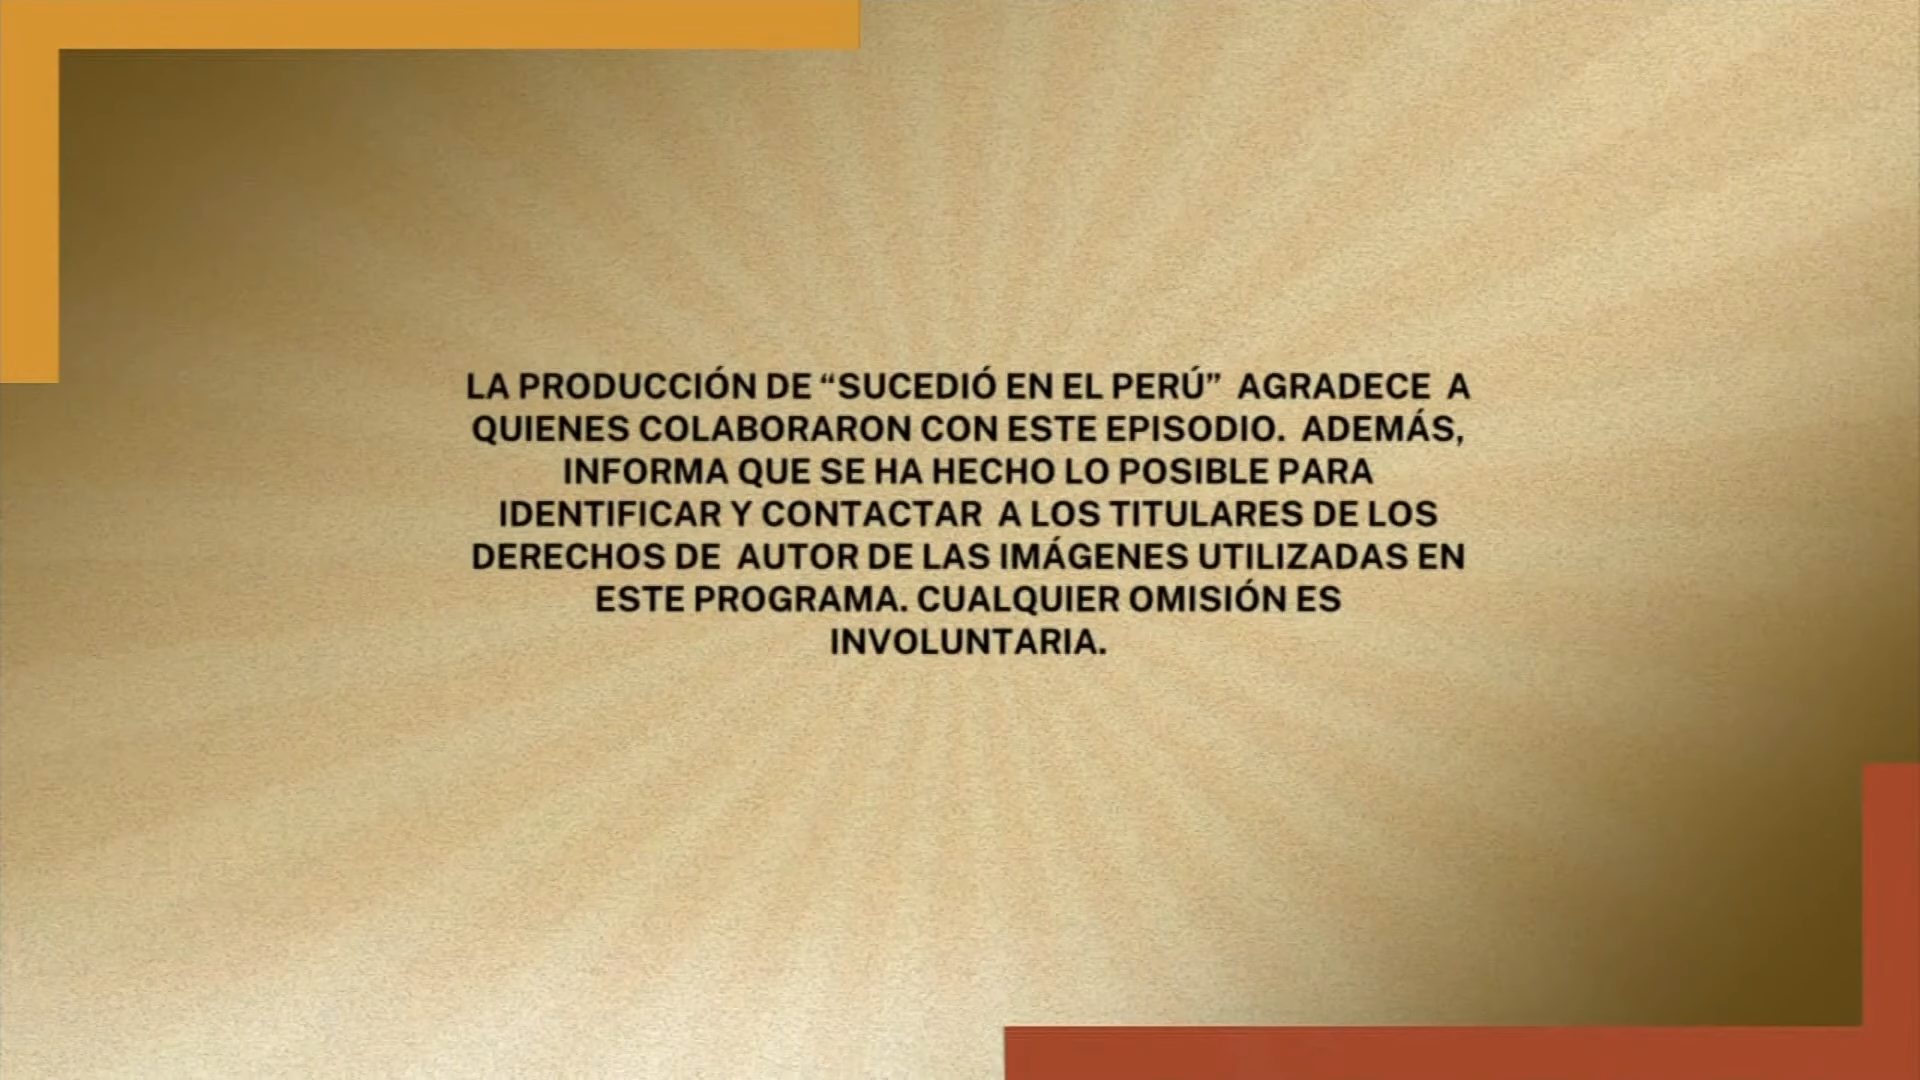 LA PRODUCCIÓN DE “SUCEDIÓ EN EL PERÚ” AGRADECE A
QUIENES COLABORARON CON ESTE EPISODIO. ADEMÁS,
INFORMA QUE SE HA HECHO LO POSIBLE PARA
IDENTIFICAR Y CONTACTAR A LOS TITULARES DE LOS
DERECHOS DE AUTOR DE LAS IMÁGENES UTILIZADAS EN
ESTE PROGRAMA. CUALQUIER OMISIÓN ES
INVOLUNTARIA.